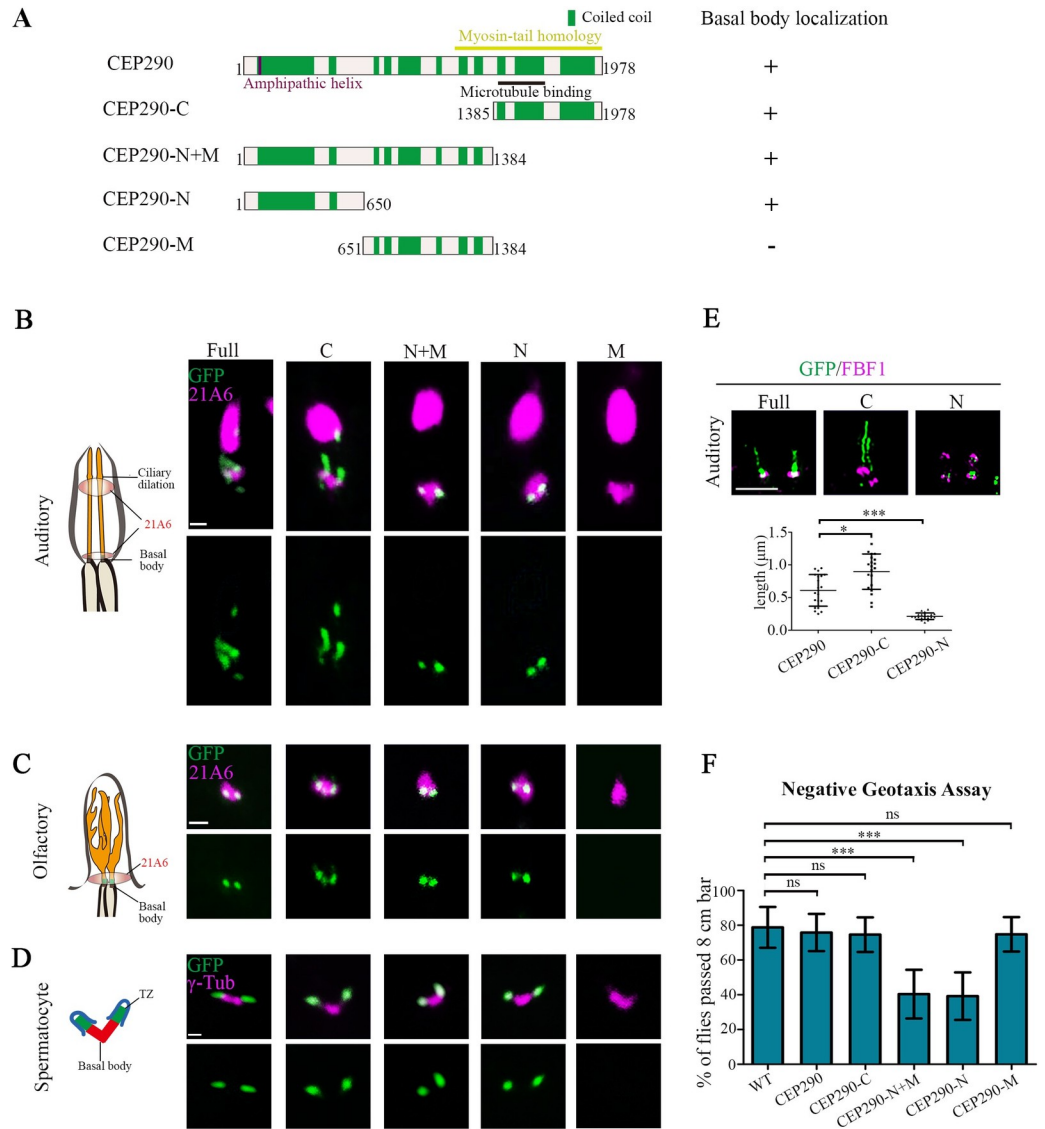 A
Coiled coil
Basal body localization
Myosin-tail homology
CEP290
1
1978
+
Amphipathic helix
Microtubule binding
CEP290-C
1385
1978
+
CEP290-N+M
1
1384
+
CEP290-N
1
650
+
CEP290-M
651
1384
-
B
Full
C
N+M
N
M
GFP
21A6
Auditory
Ciliary
dilation
21A6
Basal
body
E
GFP/FBF1
Full
C
N
Auditory
***
*
length (μm)
1.5
1.0
0.5
0.0
CEP290
CEP290-C
CEP290-N
C
GFP
21A6
Olfactory
21A6
Basal
body
D
GFP
γ-Tub
Spermatocyte
TZ
Basal body
F
Negative Geotaxis Assay
ns
***
***
ns
ns
% of flies passed 8 cm bar
100
80
60
40
20
0
WT
CEP290
CEP290-C
CEP290-N+M
CEP290-N
CEP290-M